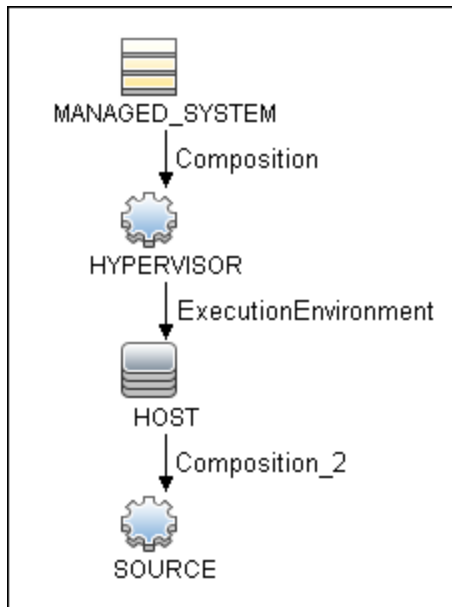 MANAGED_SYSTEM
Composition
HYPERVISOR
ExecutionEnvironment
HOST
Composition_2
SOURCE